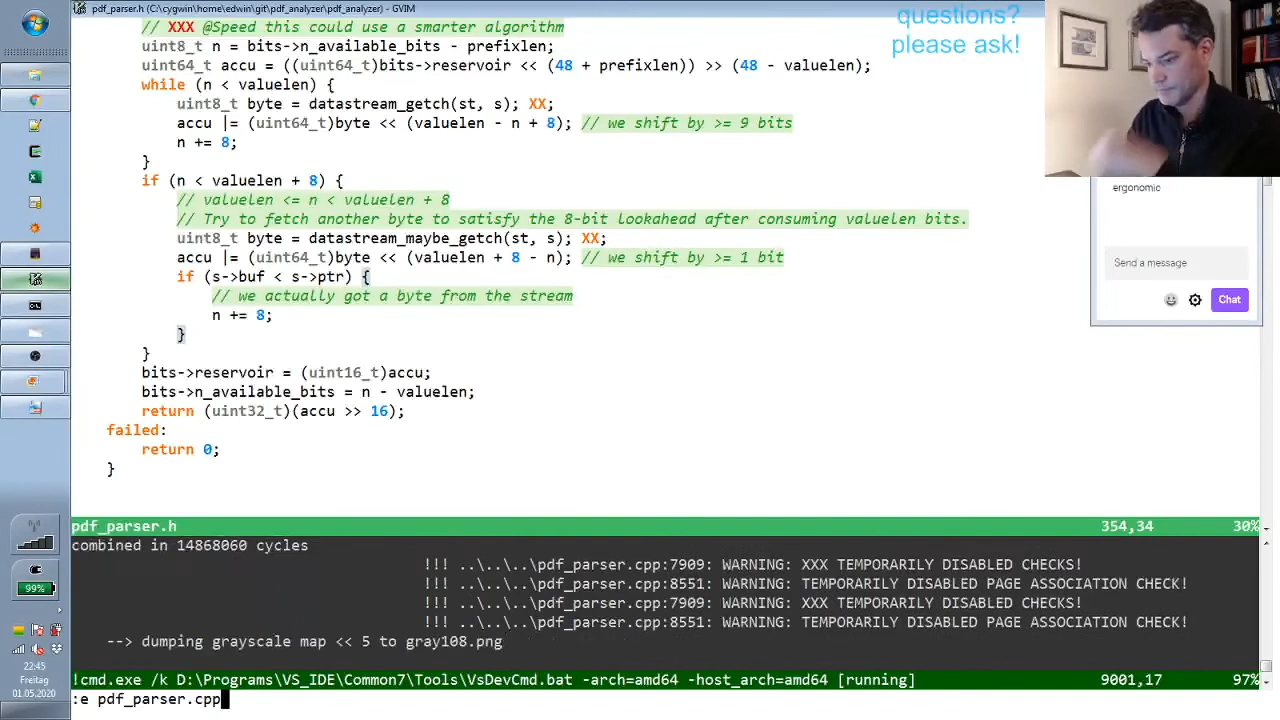 pdf_parser.h (C:\cygwin\home\edwin\git\pdf_analyzer\pdf_analyzer) - GVIM
// XXX @Speed this could use a smarter algorithm
uint8_t n = bits->n_available_bits - prefixlen;
uint64_t accu = ((uint64_t)bits->reservoir << (48 + prefixlen)) >> (48 - valuelen);
while (n < valuelen) {
uint8_t byte = datastream_getch(st, s); XX;
accu |= (uint64_t)byte << (valuelen - n + 8); // we shift by >= 9 bits
n += 8;
}
if (n < valuelen + 8) {
// valuelen <= n < valuelen + 8
// Try to fetch another byte to satisfy the 8-bit lookahead after consuming valuelen bits.
uint8_t byte = datastream_maybe_getch(st, s); XX;
accu |= (uint64_t)byte << (valuelen + 8 - n); // we shift by >= 1 bit
if (s->buf < s->ptr) {
// we actually got a byte from the stream
n += 8;
}
}
bits->reservoir = (uint16_t)accu;
bits->n_available_bits = n - valuelen;
return (uint32_t)(accu >> 16);
failed:
return 0;
}
pdf_parser.h 354,34 30%
combined in 14868060 cycles
!!! ..\..\..\pdf_parser.cpp:7909: WARNING: XXX TEMPORARILY DISABLED CHECKS!
!!! ..\..\..\pdf_parser.cpp:8551: WARNING: TEMPORARILY DISABLED PAGE ASSOCIATION CHECK!
!!! ..\..\..\pdf_parser.cpp:7909: WARNING: XXX TEMPORARILY DISABLED CHECKS!
!!! ..\..\..\pdf_parser.cpp:8551: WARNING: TEMPORARILY DISABLED PAGE ASSOCIATION CHECK!
--> dumping grayscale map << 5 to gray108.png
!cmd.exe /k D:\Programs\VS_IDE\Common7\Tools\VsDevCmd.bat -arch=amd64 -host_arch=amd64 [running] 9001,17 97%
:e pdf_parser.cpp
questions?
please ask!
ergonomic
Send a message
Chat
99%
22:45
Freitag
01.05.2020